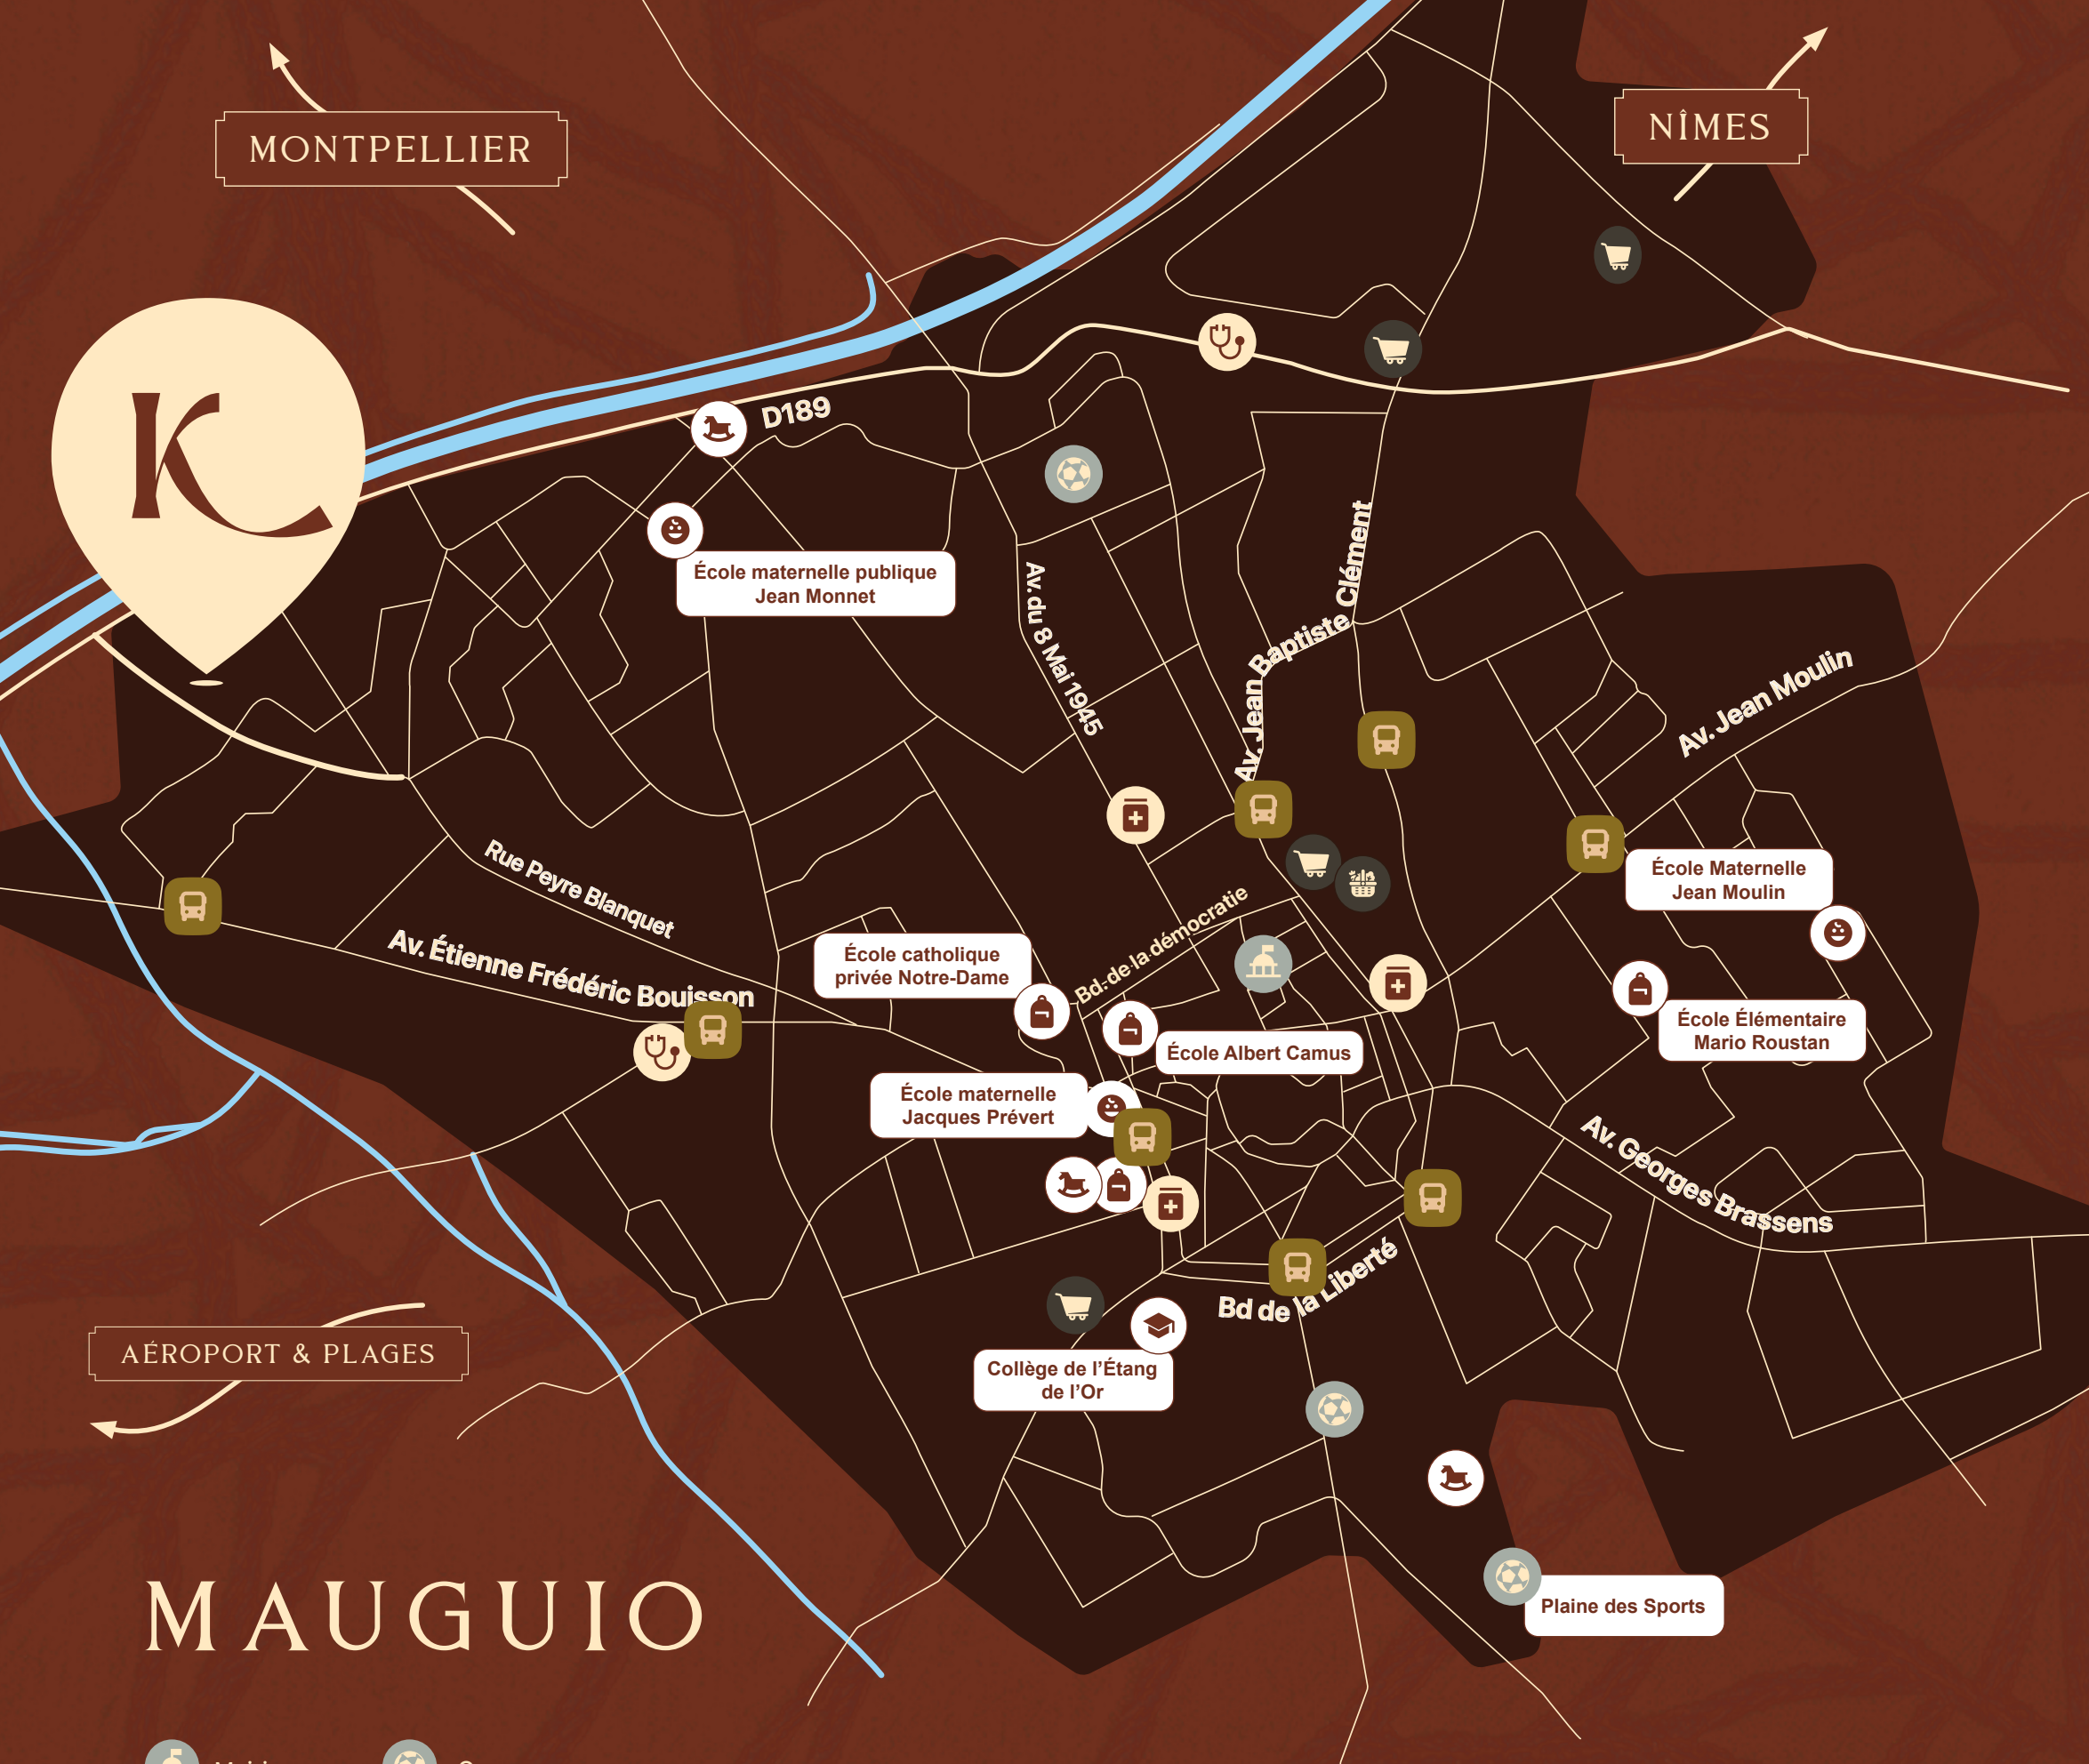 MONTPELLIER
NÎMES
K
D189
École maternelle publique
Jean Monnet
Av. du 8 Mai 1945
Av. Jean Baptiste Clément
Av. Jean Moulin
Rue Peyre Blanquet
Av. Étienne Frédéric Bouisson
Bd. de la démocratie
École Maternelle
Jean Moulin
École catholique
privée Notre-Dame
École Albert Camus
École Élémentaire
Mario Roustan
École maternelle
Jacques Prévert
Av. Georges Brassens
Bd de la Liberté
AÉROPORT & PLAGES
Collège de l’Étang
de l’Or
Plaine des Sports
MAUGUIO